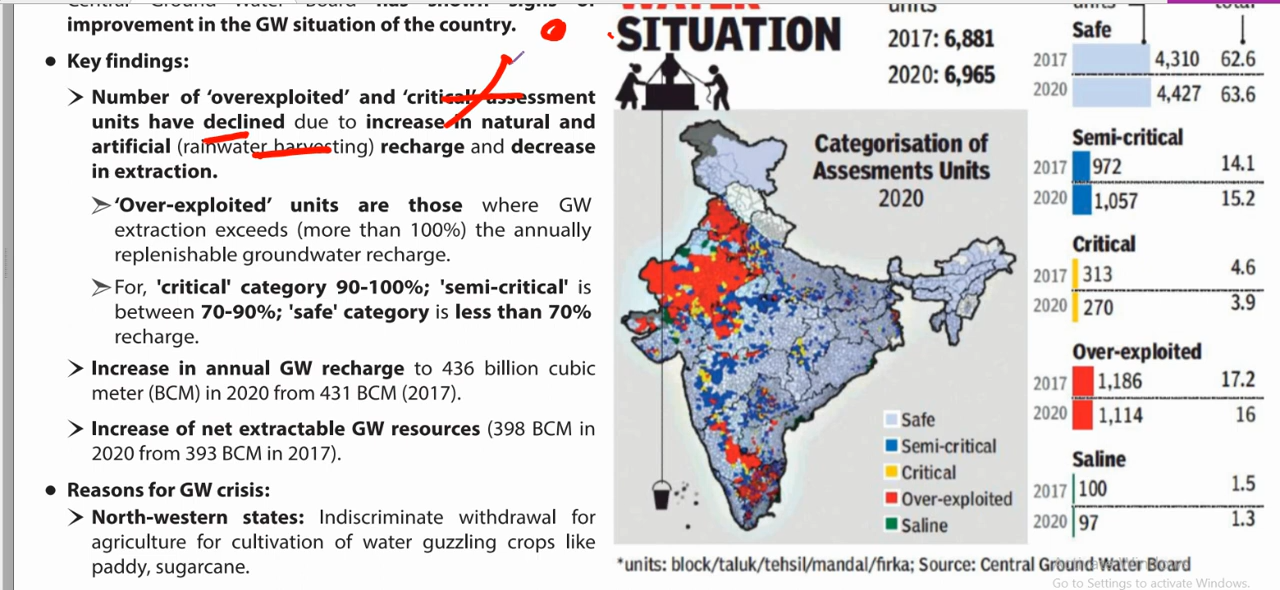 improvement in the GW situation of the country.
• Key findings:
➤ Number of ‘overexploited’ and ‘critical’ assessment
units have declined due to increase in natural and
artificial (rainwater harvesting) recharge and decrease
in extraction.
➤ ‘Over-exploited’ units are those where GW
extraction exceeds (more than 100%) the annually
replenishable groundwater recharge.
➤ For, 'critical' category 90-100%; 'semi-critical' is
between 70-90%; 'safe' category is less than 70%
recharge.
➤ Increase in annual GW recharge to 436 billion cubic
meter (BCM) in 2020 from 431 BCM (2017).
➤ Increase of net extractable GW resources (398 BCM in
2020 from 393 BCM in 2017).
• Reasons for GW crisis:
➤ North-western states: Indiscriminate withdrawal for
agriculture for cultivation of water guzzling crops like
paddy, sugarcane.
WATER
SITUATION
units
2017: 6,881
2020: 6,965
Categorisation of
Assesments Units
2020
Safe
Semi-critical
Critical
Over-exploited
Saline
units total
Safe
2017 4,310 62.6
2020 4,427 63.6
Semi-critical
2017 972 14.1
2020 1,057 15.2
Critical
2017 313 4.6
2020 270 3.9
Over-exploited
2017 1,186 17.2
2020 1,114 16
Saline
2017 100 1.5
2020 97 1.3
*units: block/taluk/tehsil/mandal/firka; Source: Central Ground Water Board
Go to Settings to activate Windows.